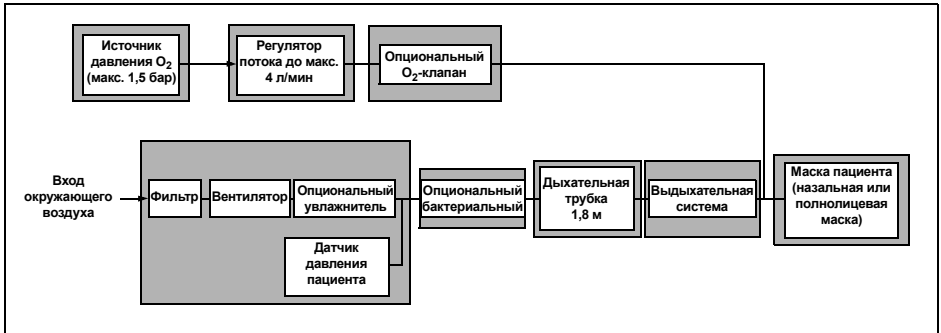 Источник
давления O₂
(макс. 1,5 бар)
Регулятор
потока до макс.
4 л/мин
Опциональный
O₂-клапан
Вход
окружающего
воздуха
Фильтр
Вентилятор
Опциональный
увлажнитель
Датчик
давления
пациента
Опциональный
бактериальный
Дыхательная
трубка
1,8 м
Выдыхательная
система
Маска пациента
(назальная или
полнолицевая
маска)